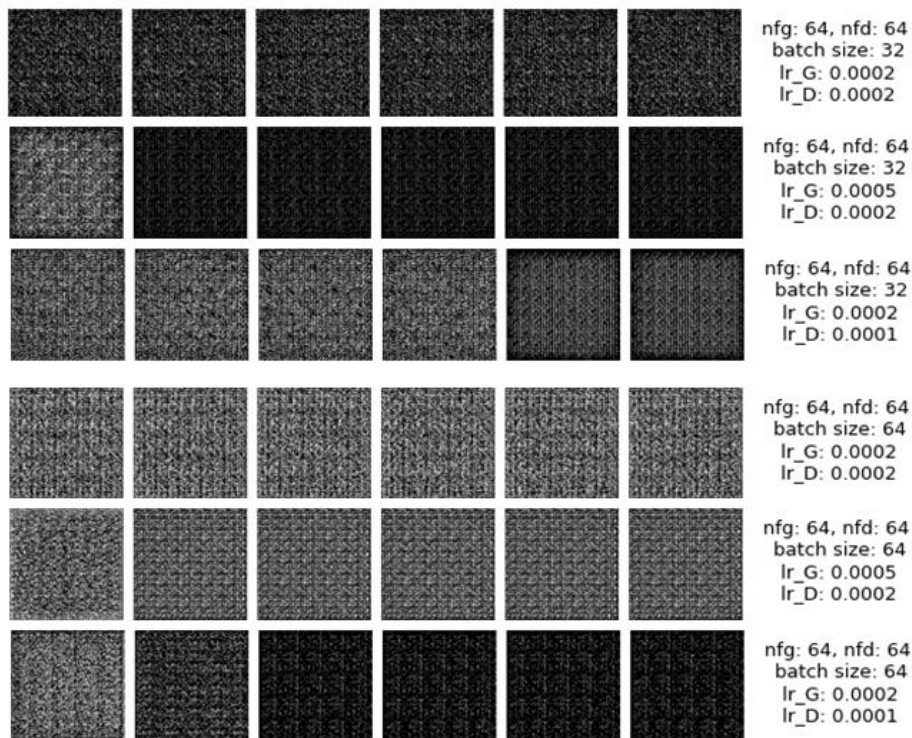 nfg: 64, nfd: 64
batch size: 32
lr_G: 0.0002
lr_D: 0.0002
nfg: 64, nfd: 64
batch size: 32
lr_G: 0.0005
lr_D: 0.0002
nfg: 64, nfd: 64
batch size: 32
lr_G: 0.0002
lr_D: 0.0001
nfg: 64, nfd: 64
batch size: 64
lr_G: 0.0002
lr_D: 0.0002
nfg: 64, nfd: 64
batch size: 64
lr_G: 0.0005
lr_D: 0.0002
nfg: 64, nfd: 64
batch size: 64
lr_G: 0.0002
lr_D: 0.0001